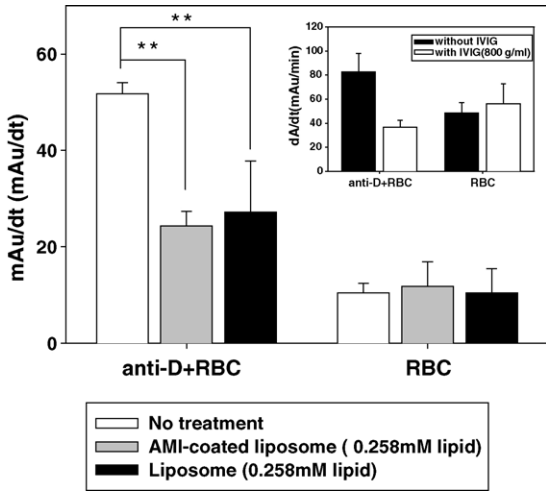 mAu/dt (mAu/dt)
60
40
20
0
* *
* *
anti-D+RBC
RBC
dA/dt(mAu/min)
120
100
80
60
40
20
0
without IVIG
with IVIG(800 g/ml)
anti-D+RBC
RBC
No treatment
AMI-coated liposome ( 0.258mM lipid)
Liposome (0.258mM lipid)